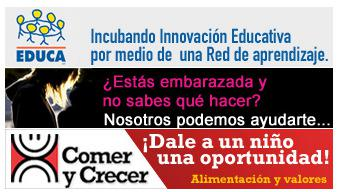 EDUCA
Incubando Innovación Educativa
por medio de una Red de aprendizaje.
¿Estás embarazada y
no sabes qué hacer?
Nosotros podemos ayudarte...
Comer
y Crecer
¡Dale a un niño
una oportunidad!
Alimentación y valores